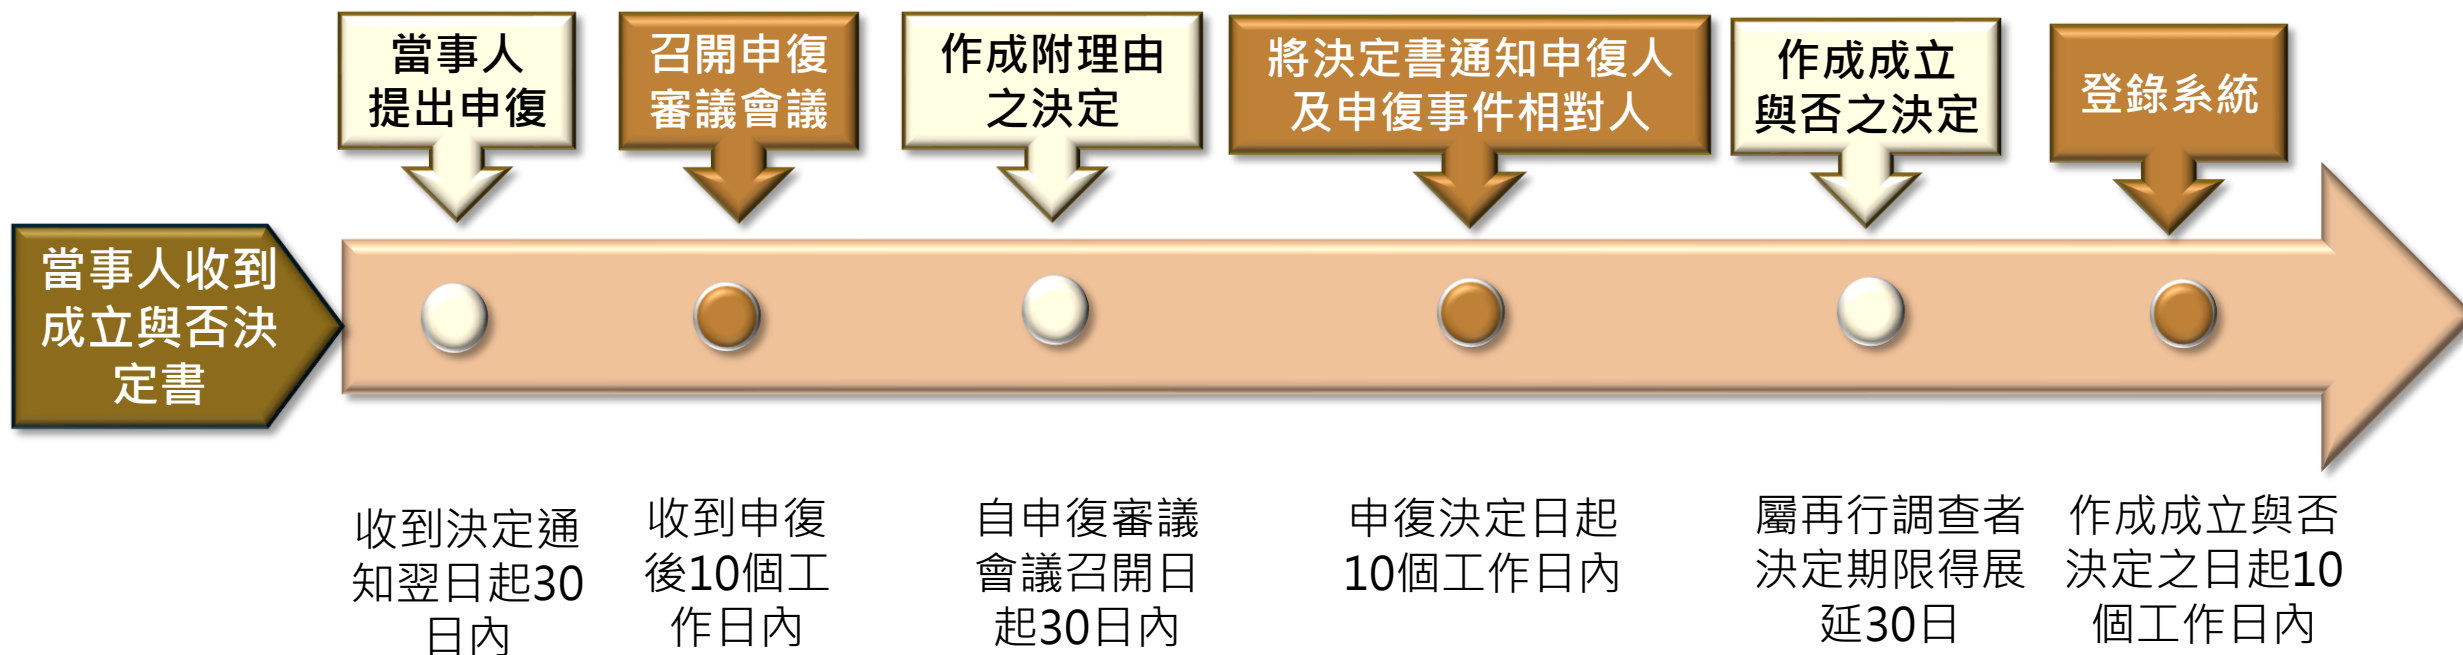 當事人
提出申復
召開申復
審議會議
作成附理由
之決定
將決定書通知申復人
及申復事件相對人
作成成立
與否之決定
登錄系統
當事人收到
成立與否決
定書
收到決定通
知翌日起30
日內
收到申復
後10個工
作日內
自申復審議
會議召開日
起30日內
申復決定日起
10個工作日內
屬再行調查者
決定期限得展
延30日
作成成立與否
決定之日起10
個工作日內